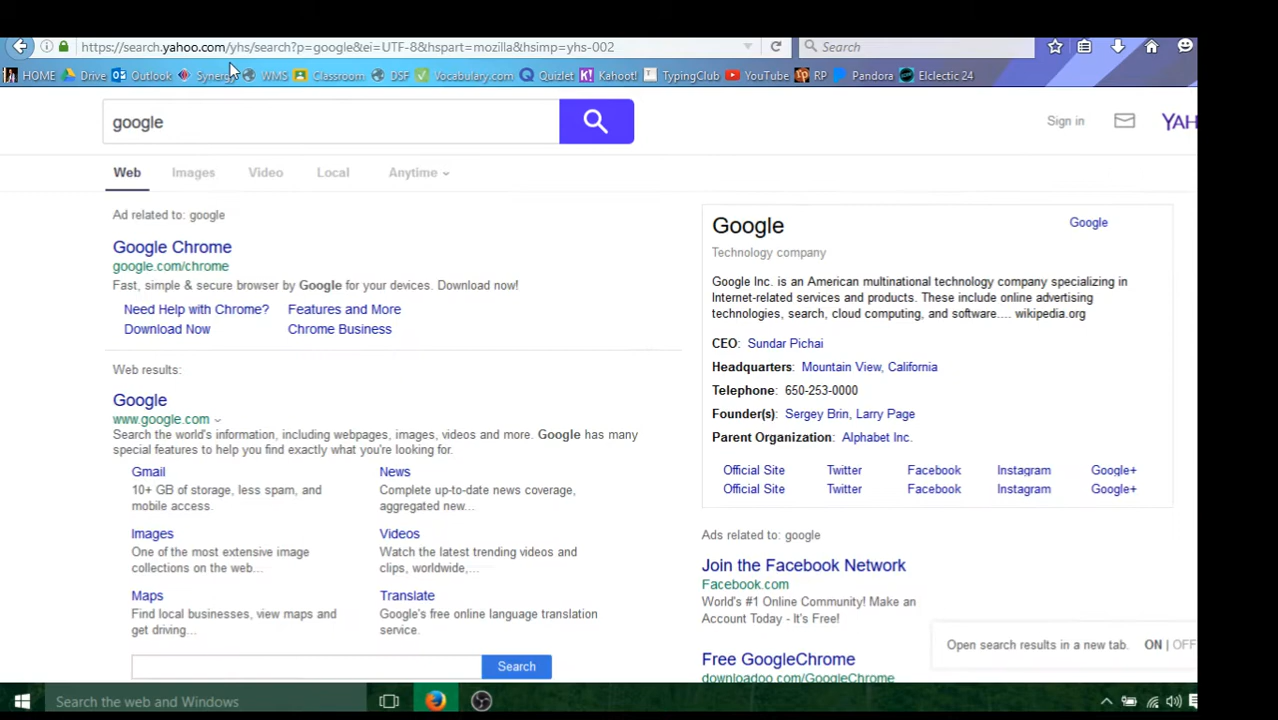 https://search.yahoo.com/yhs/search?p=google&ei=UTF-8&hspart=mozilla&hsimp=yhs-002
Search
HOME Drive Outlook Synergy WMS Classroom DSF Vocabulary.com Quizlet Kahoot! TypingClub YouTube RP Pandora Elclectic 24
google
Sign in
YAH
Web Images Video Local Anytime
Ad related to: google
Google Chrome
google.com/chrome
Fast, simple & secure browser by Google for your devices. Download now!
Need Help with Chrome? Features and More
Download Now Chrome Business
Web results:
Google
www.google.com
Search the world's information, including webpages, images, videos and more. Google has many
special features to help you find exactly what you're looking for.
Gmail
10+ GB of storage, less spam, and
mobile access.
News
Complete up-to-date news coverage,
aggregated new...
Images
One of the most extensive image
collections on the web...
Videos
Watch the latest trending videos and
clips, worldwide,...
Maps
Find local businesses, view maps and
get driving...
Translate
Google's free online language translation
service.
Search
Google
Google
Technology company
Google Inc. is an American multinational technology company specializing in
Internet-related services and products. These include online advertising
technologies, search, cloud computing, and software.... wikipedia.org
CEO: Sundar Pichai
Headquarters: Mountain View, California
Telephone: 650-253-0000
Founder(s): Sergey Brin, Larry Page
Parent Organization: Alphabet Inc.
Official Site Twitter Facebook Instagram Google+
Official Site Twitter Facebook Instagram Google+
Ads related to: google
Join the Facebook Network
Facebook.com
World's #1 Online Community! Make an
Account Today - It's Free!
Free GoogleChrome
downloadoo.com/GoogleChrome
Open search results in a new tab. ON | OFF
Search the web and Windows